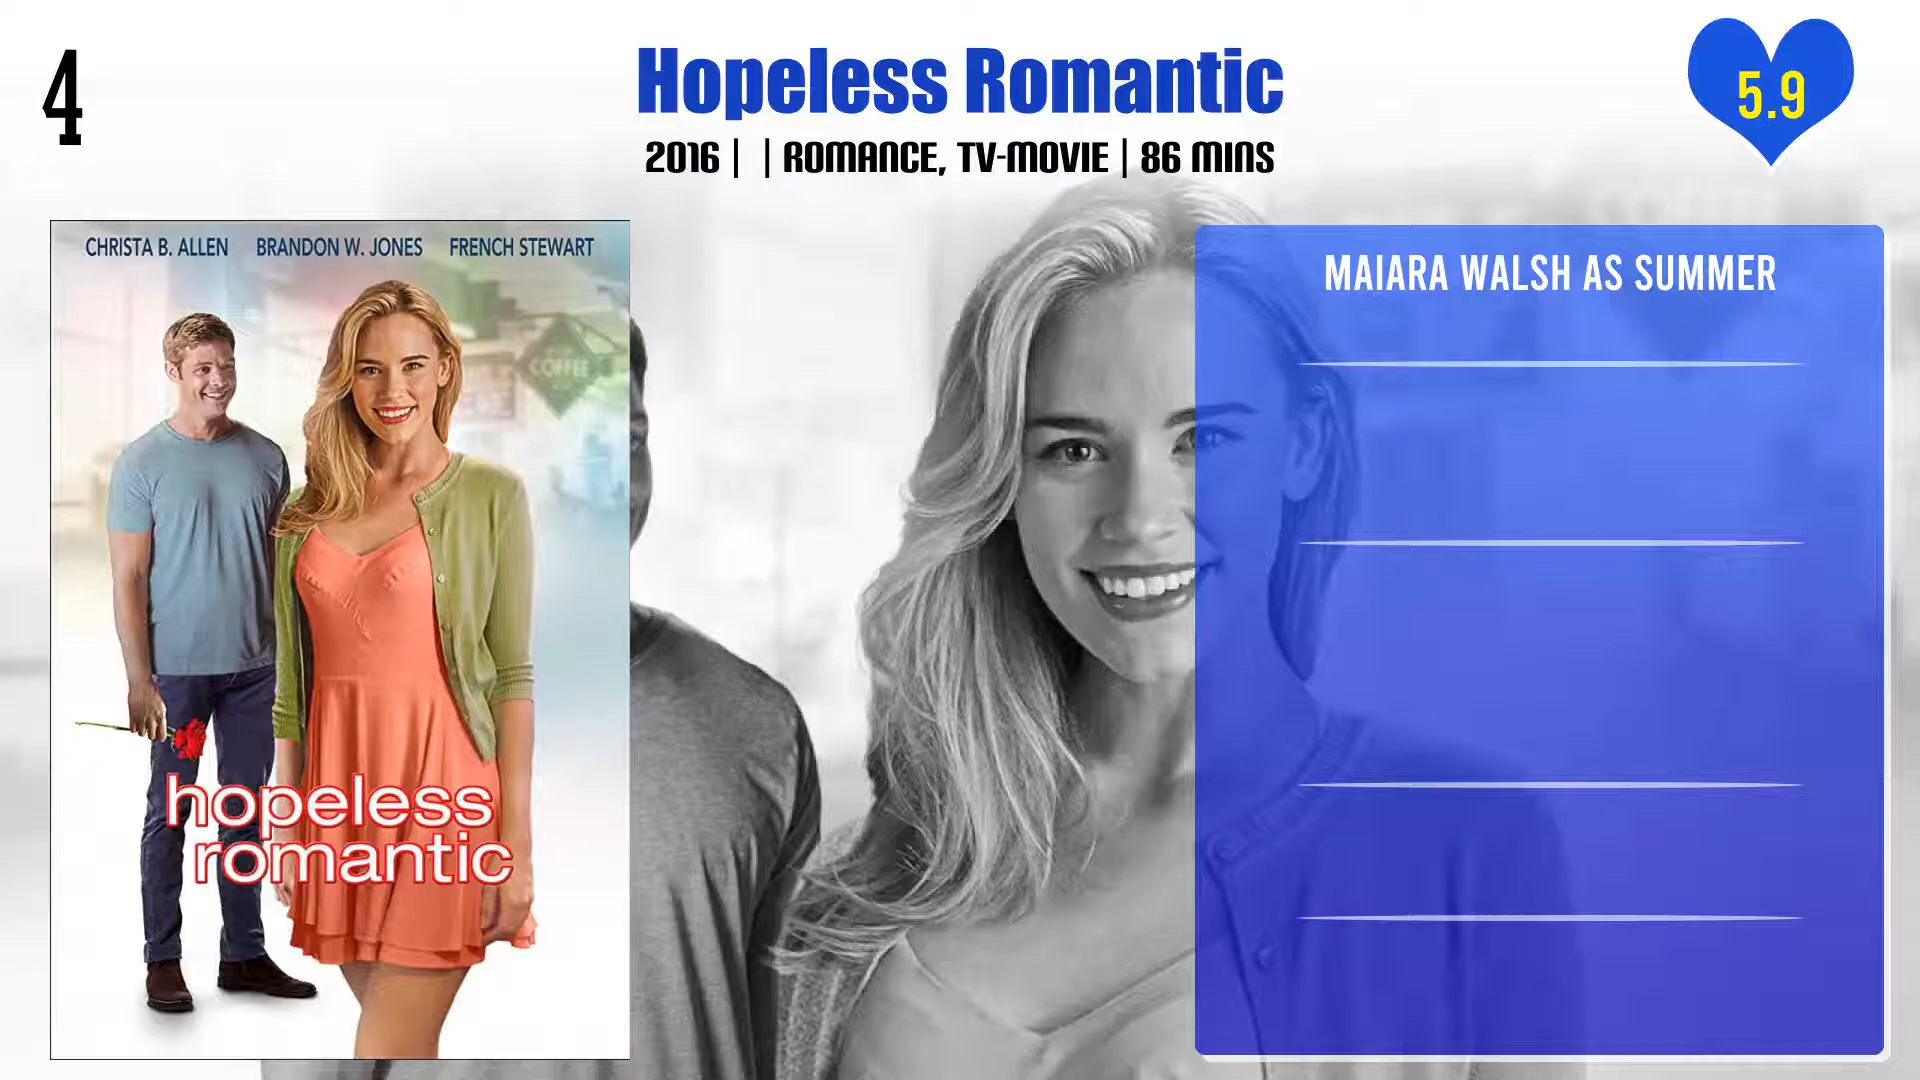 4
Hopeless Romantic
2016 | | ROMANCE, TV-MOVIE | 86 MINS
5.9
CHRISTA B. ALLEN BRANDON W. JONES FRENCH STEWART
COFFEE
hopeless
romantic
MAIARA WALSH AS SUMMER